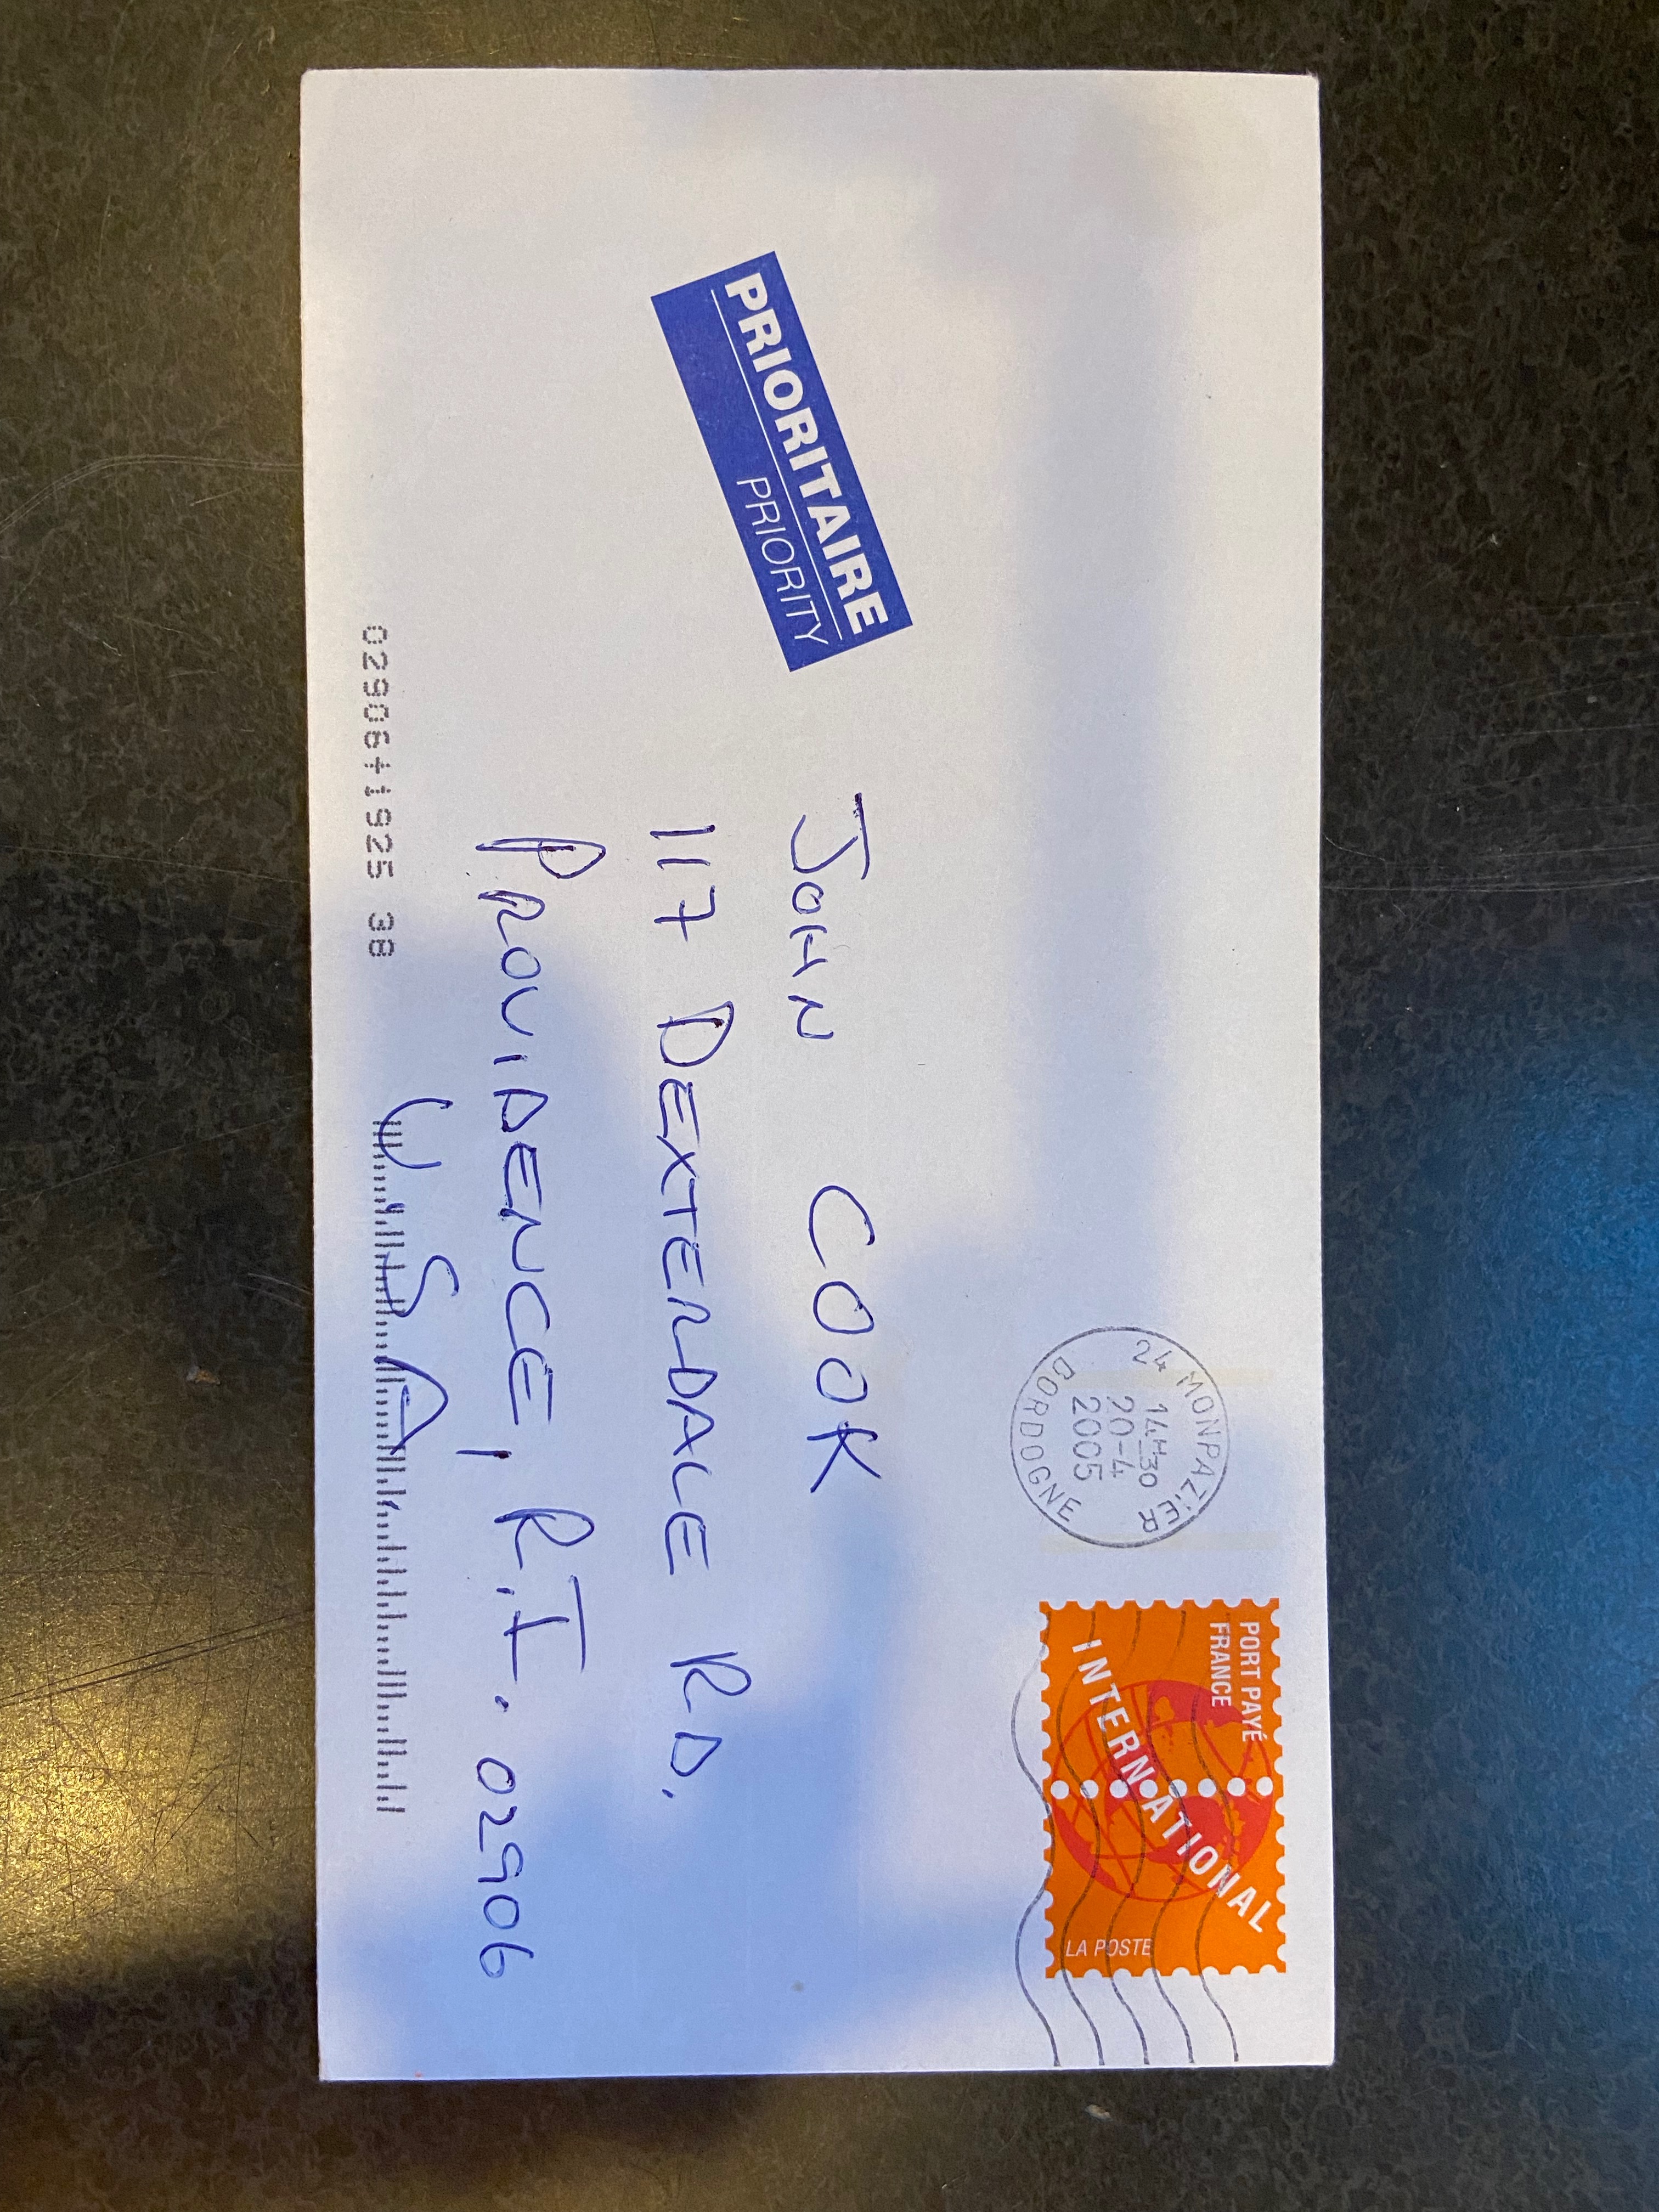 PORT PAYÉ
FRANCE
INTERNATIONAL
LA POSTE
24 MONPAZIER
14H30
20-4
2005
DORDOGNE
PRIORITAIRE
PRIORITY
JOHN COOK
117 DEXTERDALE RD.
PROVIDENCE, R.I. 02906
USA
02906+1925 38